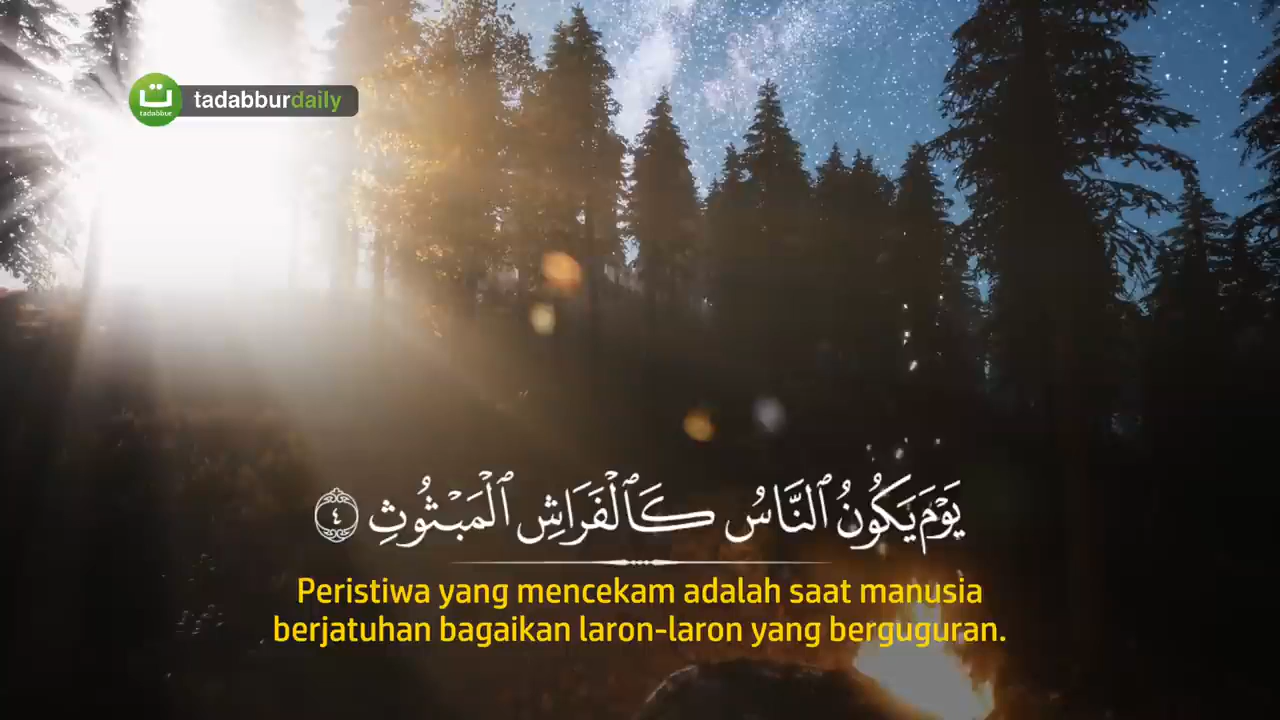 ت tadabburdaily
tadabbur
يَوْمَ يَكُونُ ٱلنَّاسُ كَٱلْفَرَاشِ ٱلْمَبْثُوثِ ٤
Peristiwa yang mencekam adalah saat manusia
berjatuhan bagaikan laron-laron yang berguguran.